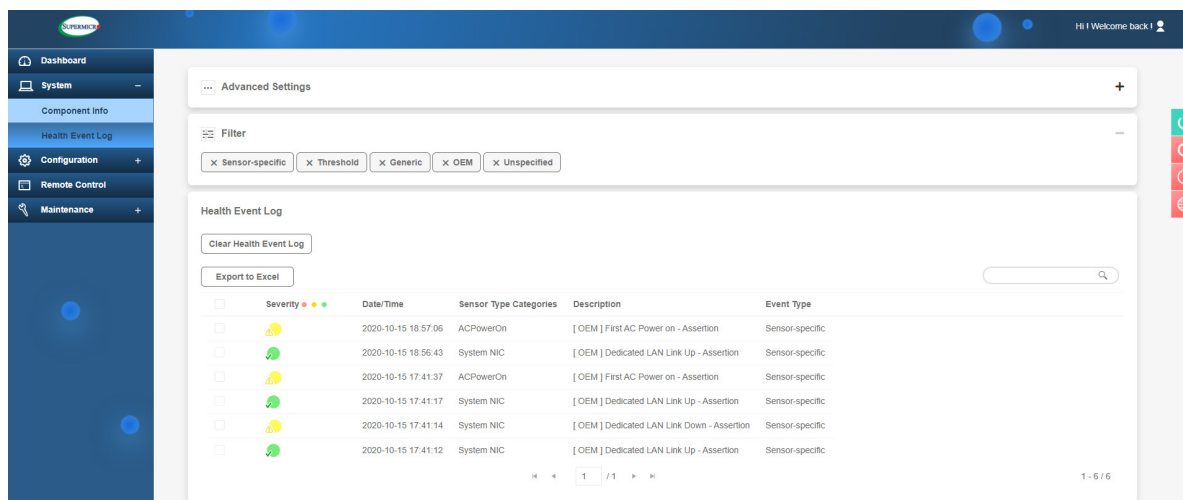 SUPERMICR
Hi ! Welcome back !
Dashboard
System −
Component Info
Health Event Log
Configuration +
Remote Control
Maintenance +
... Advanced Settings +
Filter −
× Sensor-specific × Threshold × Generic × OEM × Unspecified
Health Event Log
Clear Health Event Log
Export to Excel
Severity Date/Time Sensor Type Categories Description Event Type
2020-10-15 18:57:06 ACPowerOn [ OEM ] First AC Power on - Assertion Sensor-specific
2020-10-15 18:56:43 System NIC [ OEM ] Dedicated LAN Link Up - Assertion Sensor-specific
2020-10-15 17:41:37 ACPowerOn [ OEM ] First AC Power on - Assertion Sensor-specific
2020-10-15 17:41:17 System NIC [ OEM ] Dedicated LAN Link Up - Assertion Sensor-specific
2020-10-15 17:41:14 System NIC [ OEM ] Dedicated LAN Link Down - Assertion Sensor-specific
2020-10-15 17:41:12 System NIC [ OEM ] Dedicated LAN Link Up - Assertion Sensor-specific
1 / 1
1 - 6 / 6